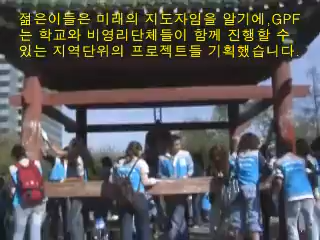 젊은이들은 미래의 지도자임을 알기에,GPF
는 학교와 비영리단체들이 함께 진행할 수
있는 지역단위의 프로젝트들 기획했습니다.